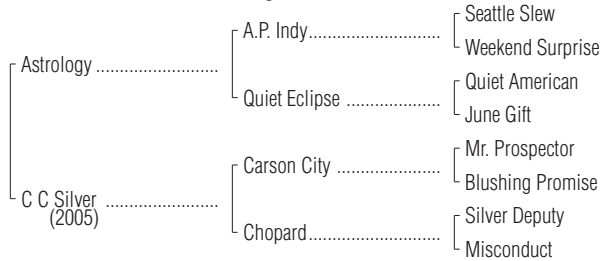 Seattle Slew
A.P. Indy..............................
Weekend Surprise
Astrology ............................
Quiet American
Quiet Eclipse ......................
June Gift
Mr. Prospector
Carson City ........................
Blushing Promise
C C Silver ..........................
(2005)
Silver Deputy
Chopard..............................
Misconduct